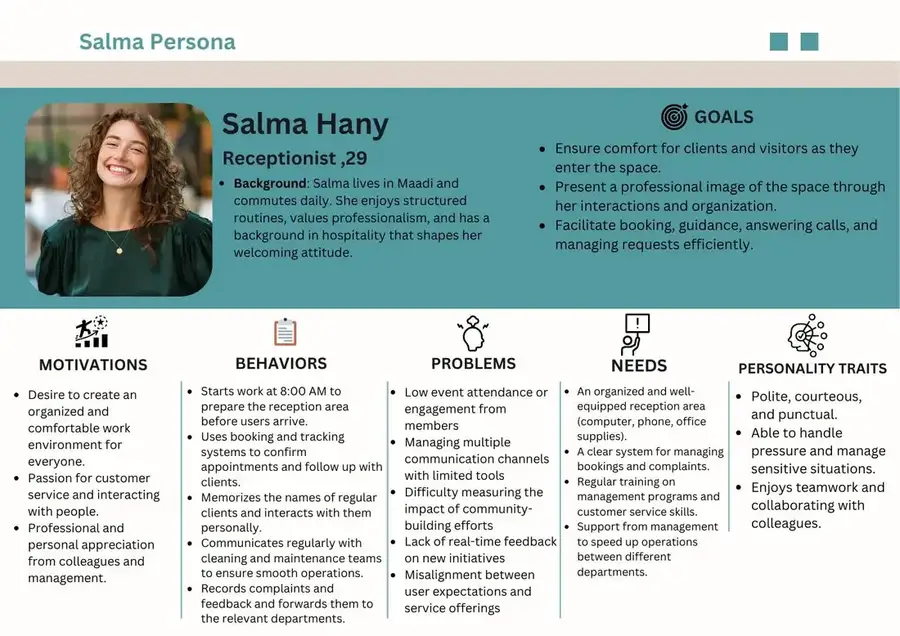 Salma Persona
Salma Hany
Receptionist ,29
• Background: Salma lives in Maadi and
commutes daily. She enjoys structured
routines, values professionalism, and has a
background in hospitality that shapes her
welcoming attitude.
GOALS
• Ensure comfort for clients and visitors as they
enter the space.
• Present a professional image of the space through
her interactions and organization.
• Facilitate booking, guidance, answering calls, and
managing requests efficiently.
MOTIVATIONS
• Desire to create an
organized and
comfortable work
environment for
everyone.
• Passion for customer
service and interacting
with people.
• Professional and
personal appreciation
from colleagues and
management.
BEHAVIORS
• Starts work at 8:00 AM to
prepare the reception area
before users arrive.
• Uses booking and tracking
systems to confirm
appointments and follow up with
clients.
• Memorizes the names of regular
clients and interacts with them
personally.
• Communicates regularly with
cleaning and maintenance teams
to ensure smooth operations.
• Records complaints and
feedback and forwards them to
the relevant departments.
PROBLEMS
• Low event attendance or
engagement from
members
• Managing multiple
communication channels
with limited tools
• Difficulty measuring the
impact of community-
building efforts
• Lack of real-time feedback
on new initiatives
• Misalignment between
user expectations and
service offerings
NEEDS
• An organized and well-
equipped reception area
(computer, phone, office
supplies).
• A clear system for managing
bookings and complaints.
• Regular training on
management programs and
customer service skills.
• Support from management
to speed up operations
between different
departments.
PERSONALITY TRAITS
• Polite, courteous,
and punctual.
• Able to handle
pressure and manage
sensitive situations.
• Enjoys teamwork and
collaborating with
colleagues.